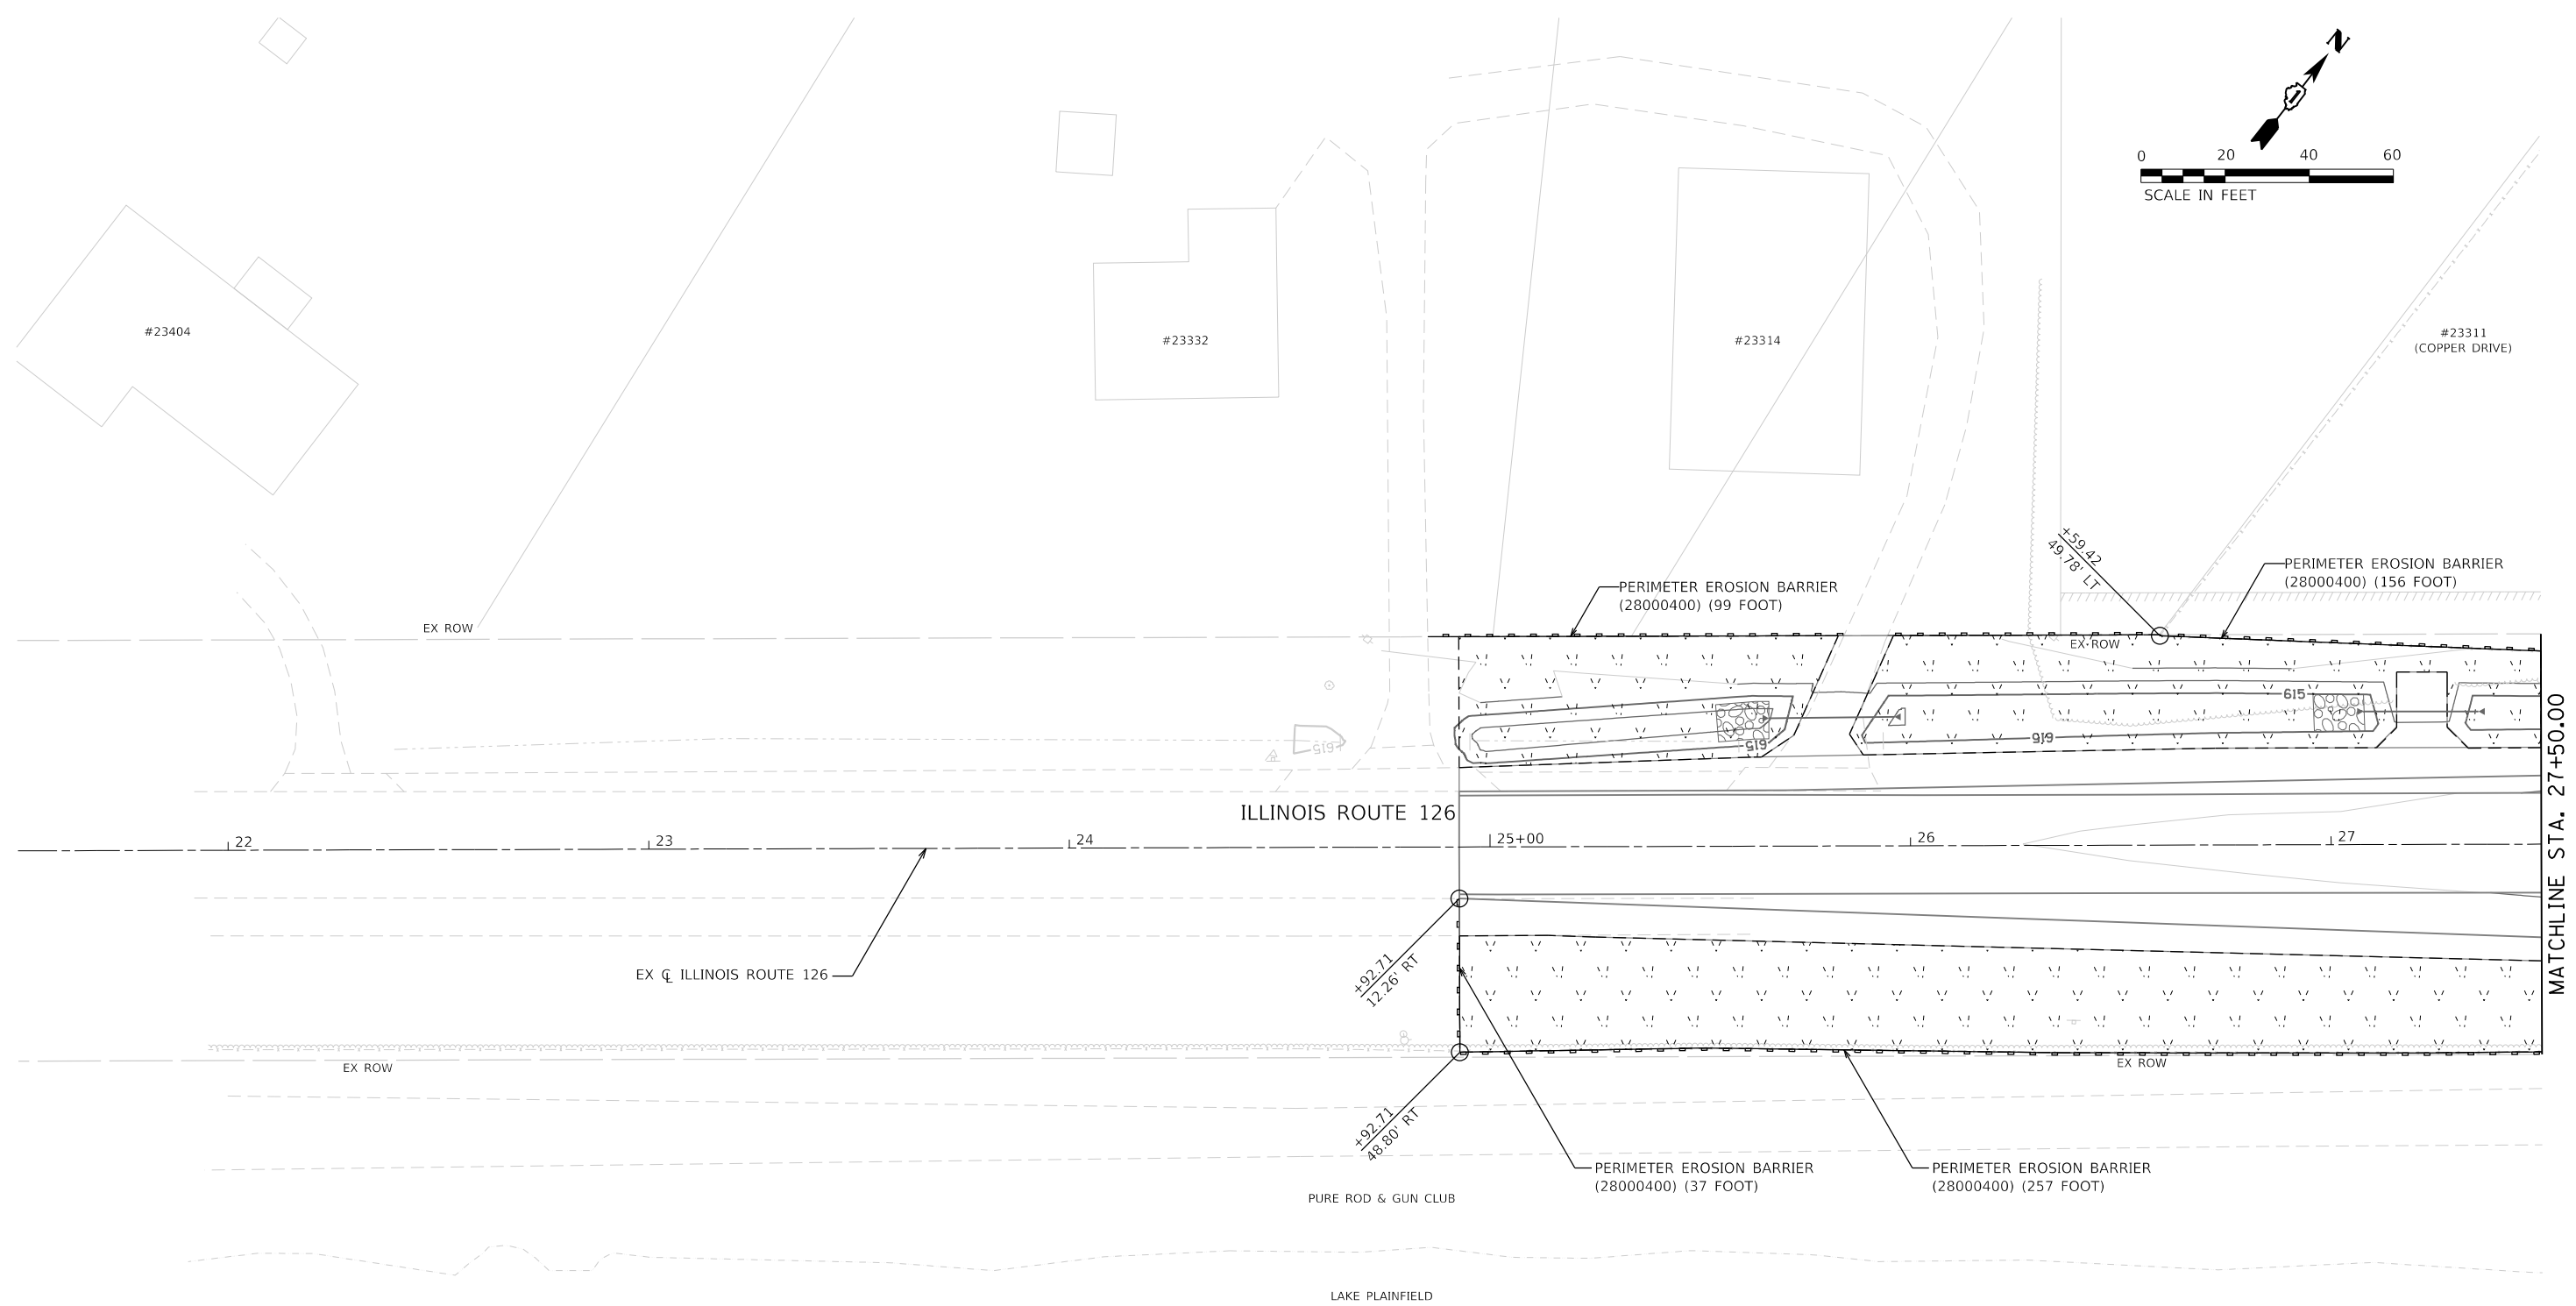 N
0 20 40 60
SCALE IN FEET
#23404
#23332
#23314
#23311
(COPPER DRIVE)
+59.42
49.78' LT
PERIMETER EROSION BARRIER
(28000400) (156 FOOT)
PERIMETER EROSION BARRIER
(28000400) (99 FOOT)
EX ROW
EX ROW
615
615
615
619
MATCHLINE STA. 27+50.00
ILLINOIS ROUTE 126
22 23 24 25+00 26 27
EX ℄ ILLINOIS ROUTE 126
+92.71
12.26' RT
EX ROW
EX ROW
+92.71
48.80' RT
PERIMETER EROSION BARRIER
(28000400) (37 FOOT)
PERIMETER EROSION BARRIER
(28000400) (257 FOOT)
PURE ROD & GUN CLUB
LAKE PLAINFIELD